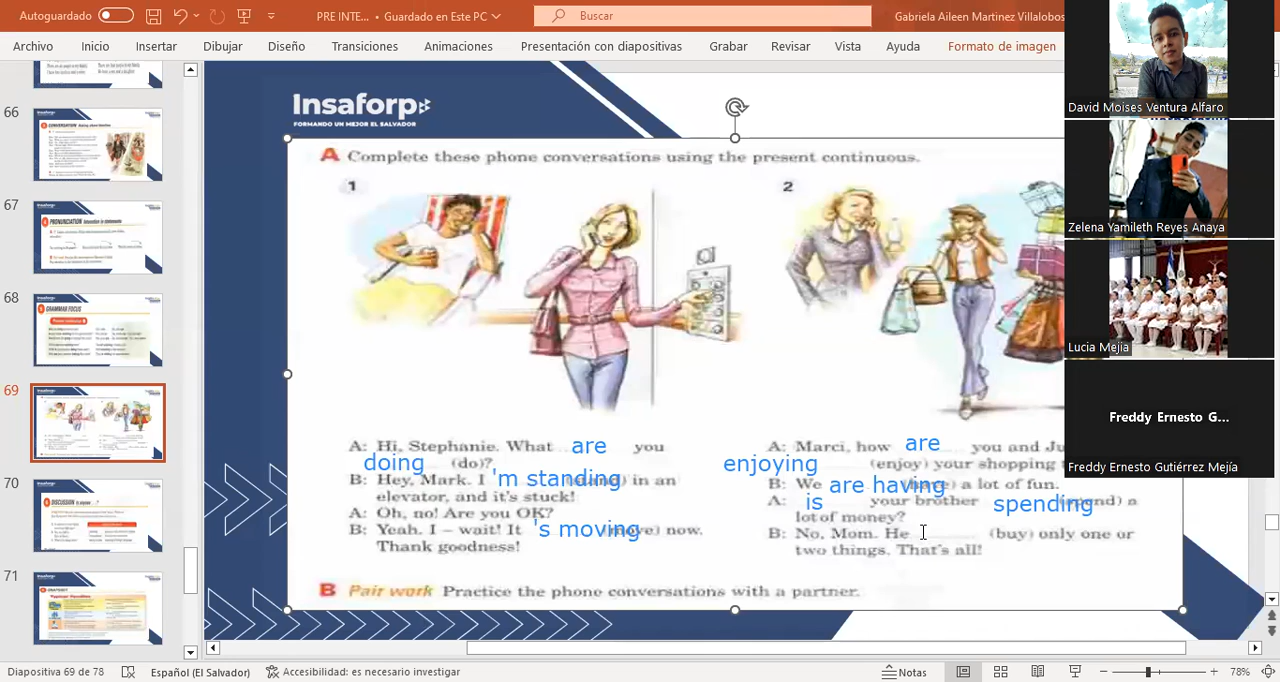 Autoguardado
PRE INTE... • Guardado en Este PC
Buscar
Gabriela Aileen Martinez Villalobos
Archivo Inicio Insertar Dibujar Diseño Transiciones Animaciones Presentación con diapositivas Grabar Revisar Vista Ayuda Formato de imagen
66
67
68
69
70
71
Insaforp
FORMANDO UN MEJOR EL SALVADOR
A Complete these phone conversations using the present continuous.
1
A: Hi, Stephanie. What are you
doing (do)?
B: Hey, Mark. I 'm standing in an
elevator, and it's stuck!
A: Oh, no! Are you OK?
B: Yeah. I – wait! It 's moving (move) now.
Thank goodness!
2
A: Marci, how are you and Ju
enjoying (enjoy) your shopping
B: We are having a lot of fun.
A: is your brother spending (spend) a
lot of money?
B: No, Mom. He (buy) only one or
two things. That's all!
B Pair work Practice the phone conversations with a partner.
David Moises Ventura Alfaro
Zelena Yamileth Reyes Anaya
Lucia Mejía
Freddy Ernesto G...
Freddy Ernesto Gutiérrez Mejía
Diapositiva 69 de 78
Español (El Salvador)
Accesibilidad: es necesario investigar
Notas
78%